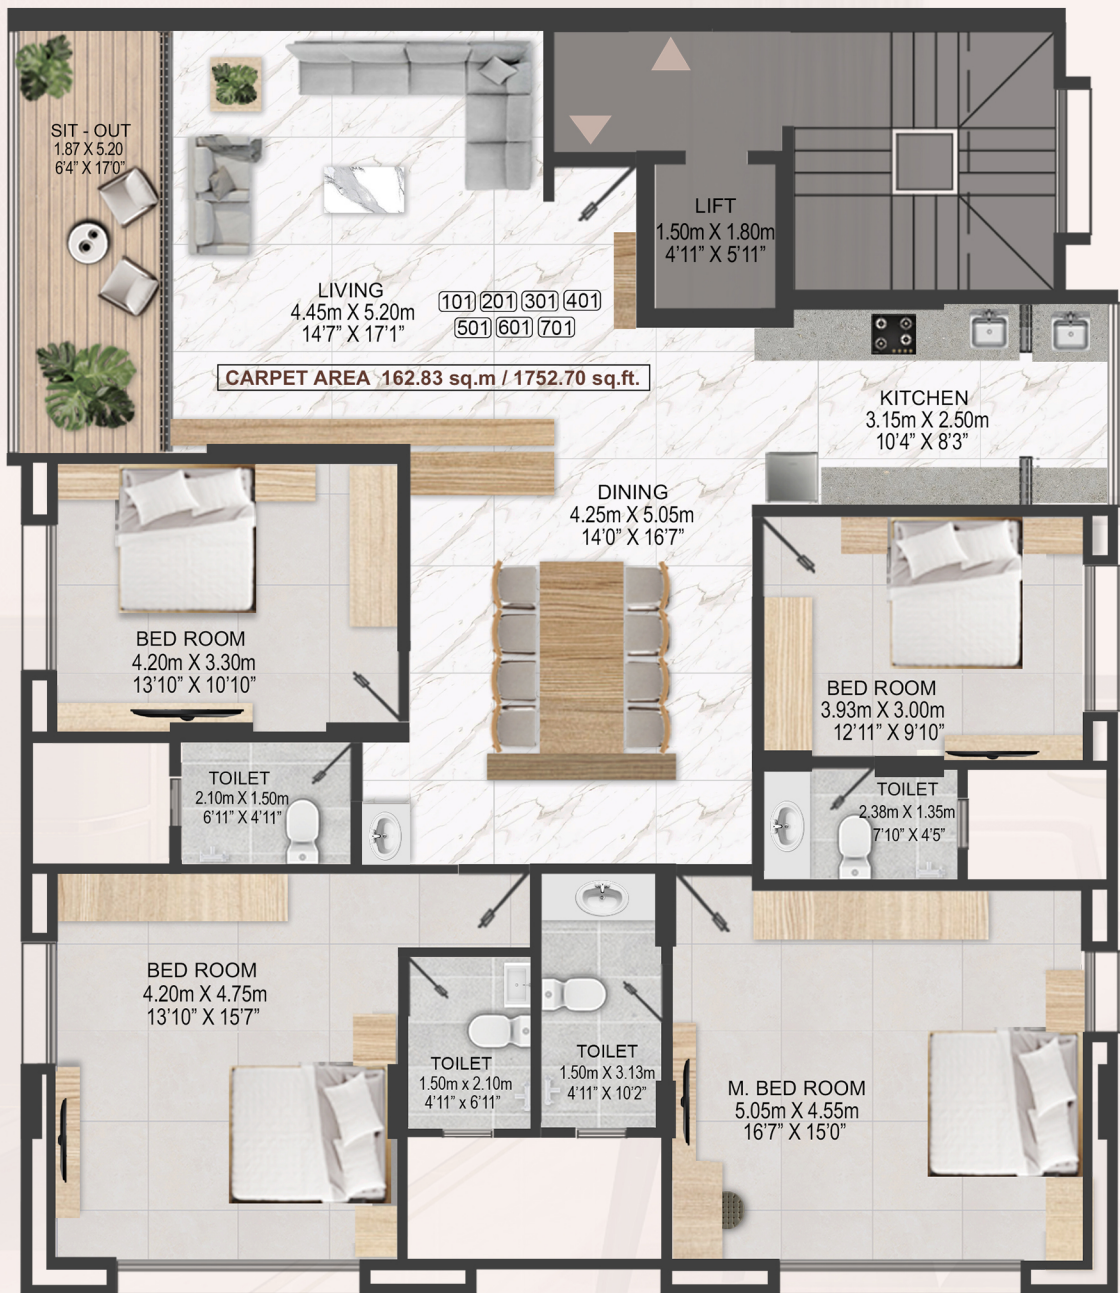 SIT - OUT
1.87 X 5.20
6'4" X 17'0"
LIFT
1.50m X 1.80m
4'11" X 5'11"
LIVING
4.45m X 5.20m
14'7" X 17'1"
101 201 301 401
501 601 701
CARPET AREA 162.83 sq.m / 1752.70 sq.ft.
KITCHEN
3.15m X 2.50m
10'4" X 8'3"
DINING
4.25m X 5.05m
14'0" X 16'7"
BED ROOM
4.20m X 3.30m
13'10" X 10'10"
BED ROOM
3.93m X 3.00m
12'11" X 9'10"
TOILET
2.10m X 1.50m
6'11" X 4'11"
TOILET
2.38m X 1.35m
7'10" X 4'5"
BED ROOM
4.20m X 4.75m
13'10" X 15'7"
TOILET
1.50m x 2.10m
4'11" x 6'11"
TOILET
1.50m X 3.13m
4'11" X 10'2"
M. BED ROOM
5.05m X 4.55m
16'7" X 15'0"